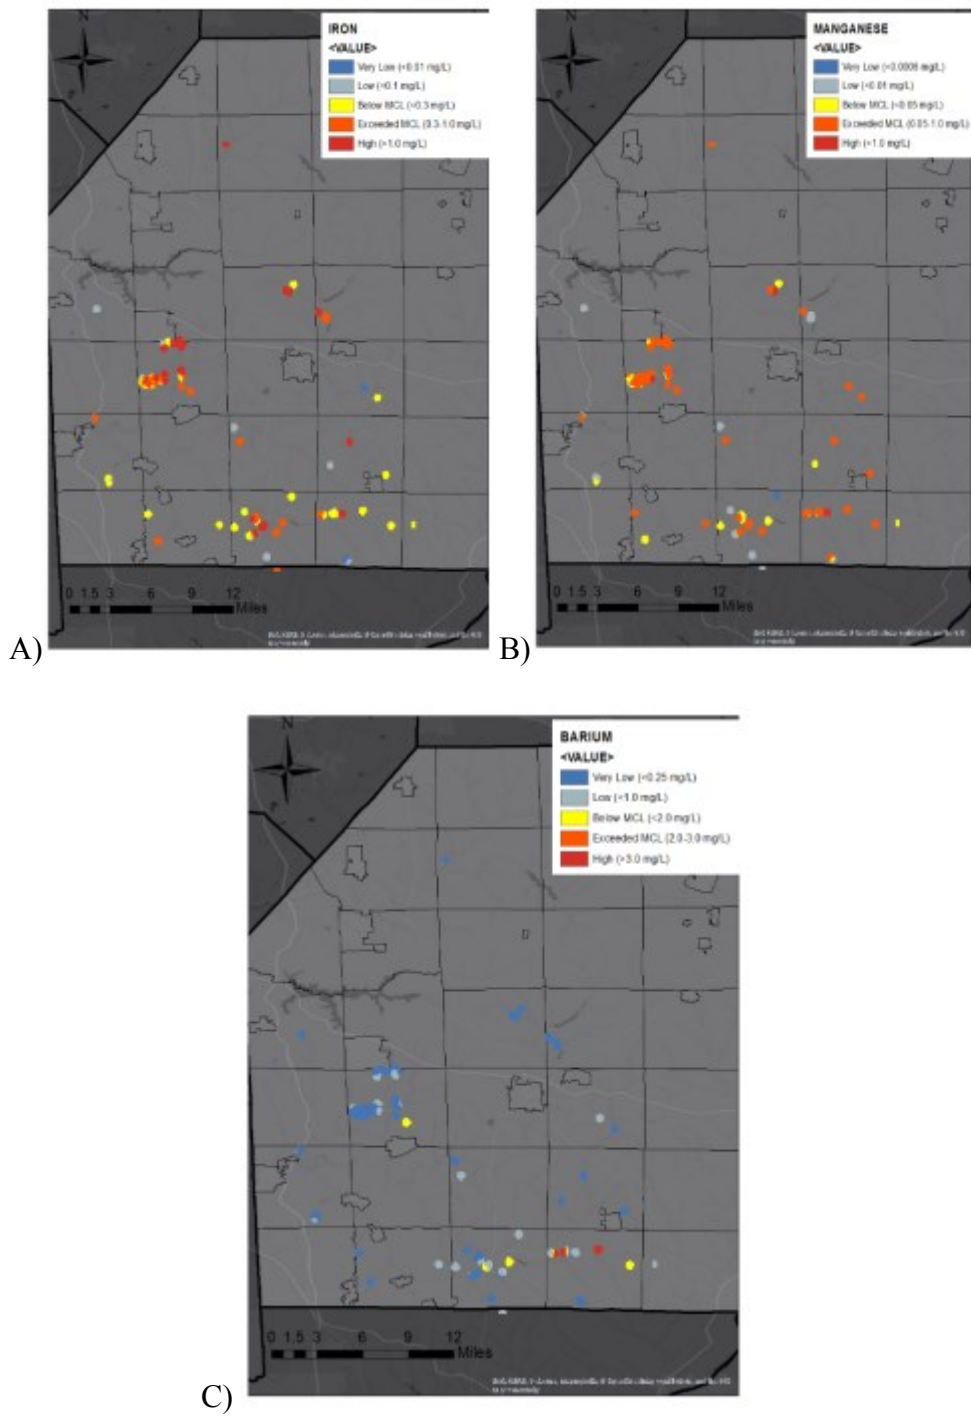 N
IRON
<VALUE>
Very Low (<0.01 mg/L)
Low (<0.1 mg/L)
Below MCL (<0.3 mg/L)
Exceeded MCL (0.3-1.0 mg/L)
High (>1.0 mg/L)
0 1.5 3 6 9 12
Miles
A)
N
MANGANESE
<VALUE>
Very Low (<0.0006 mg/L)
Low (<0.01 mg/L)
Below MCL (<0.05 mg/L)
Exceeded MCL (0.05-1.0 mg/L)
High (>1.0 mg/L)
0 1.5 3 6 9 12
Miles
B)
N
BARIUM
<VALUE>
Very Low (<0.25 mg/L)
Low (<1.0 mg/L)
Below MCL (<2.0 mg/L)
Exceeded MCL (2.0-3.0 mg/L)
High (>3.0 mg/L)
0 1.5 3 6 9 12
Miles
C)